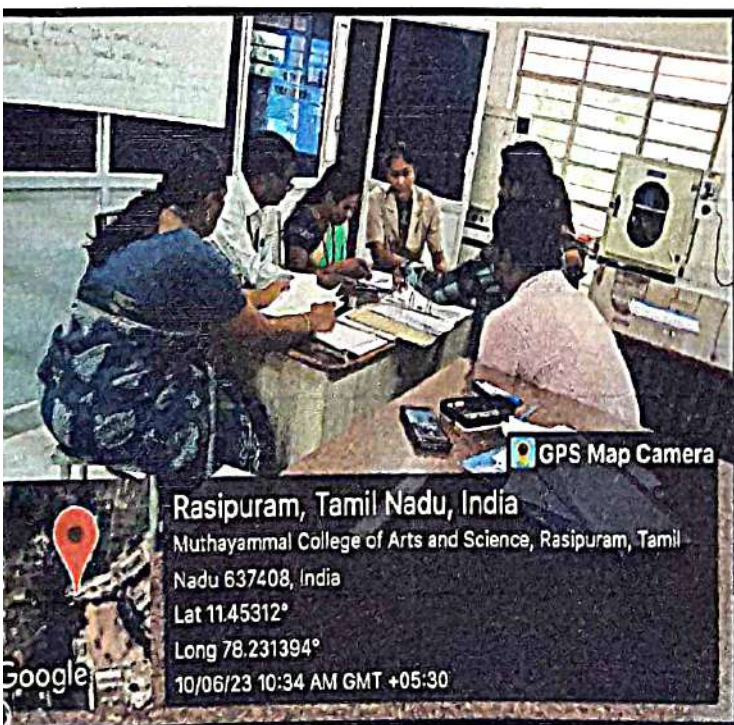 GPS Map Camera
Rasipuram, Tamil Nadu, India
Muthayammal College of Arts and Science, Rasipuram, Tamil
Nadu 637408, India
Lat 11.45312°
Long 78.231394°
10/06/23 10:34 AM GMT +05:30
Google